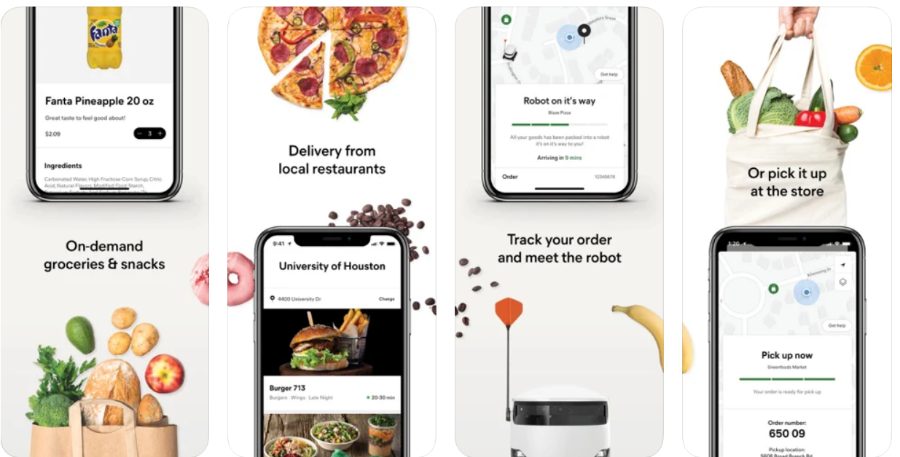 Fanta
Fanta Pineapple 20 oz
Great taste to feel good about!
$2.09
- 3 +
Ingredients
Carbonated Water, High Fructose Corn Syrup, Citric
Acid, Natural Flavors, Modified Food Starch,
On-demand
groceries & snacks
Delivery from
local restaurants
9:41
University of Houston
4400 University Dr
Change
Burger 713
Burgers · Wings · Late Night
20-30 min
Get help
Robot on it's way
Blaze Pizza
All your goods has been packed into a robot
it's on it's way to you!
Arriving in 9 mins
Order
12345678
Track your order
and meet the robot
Or pick it up
at the store
Get help
Pick up now
Greenfoods Market
Your order is ready for pick up
Order number:
650 09
Pickup location: